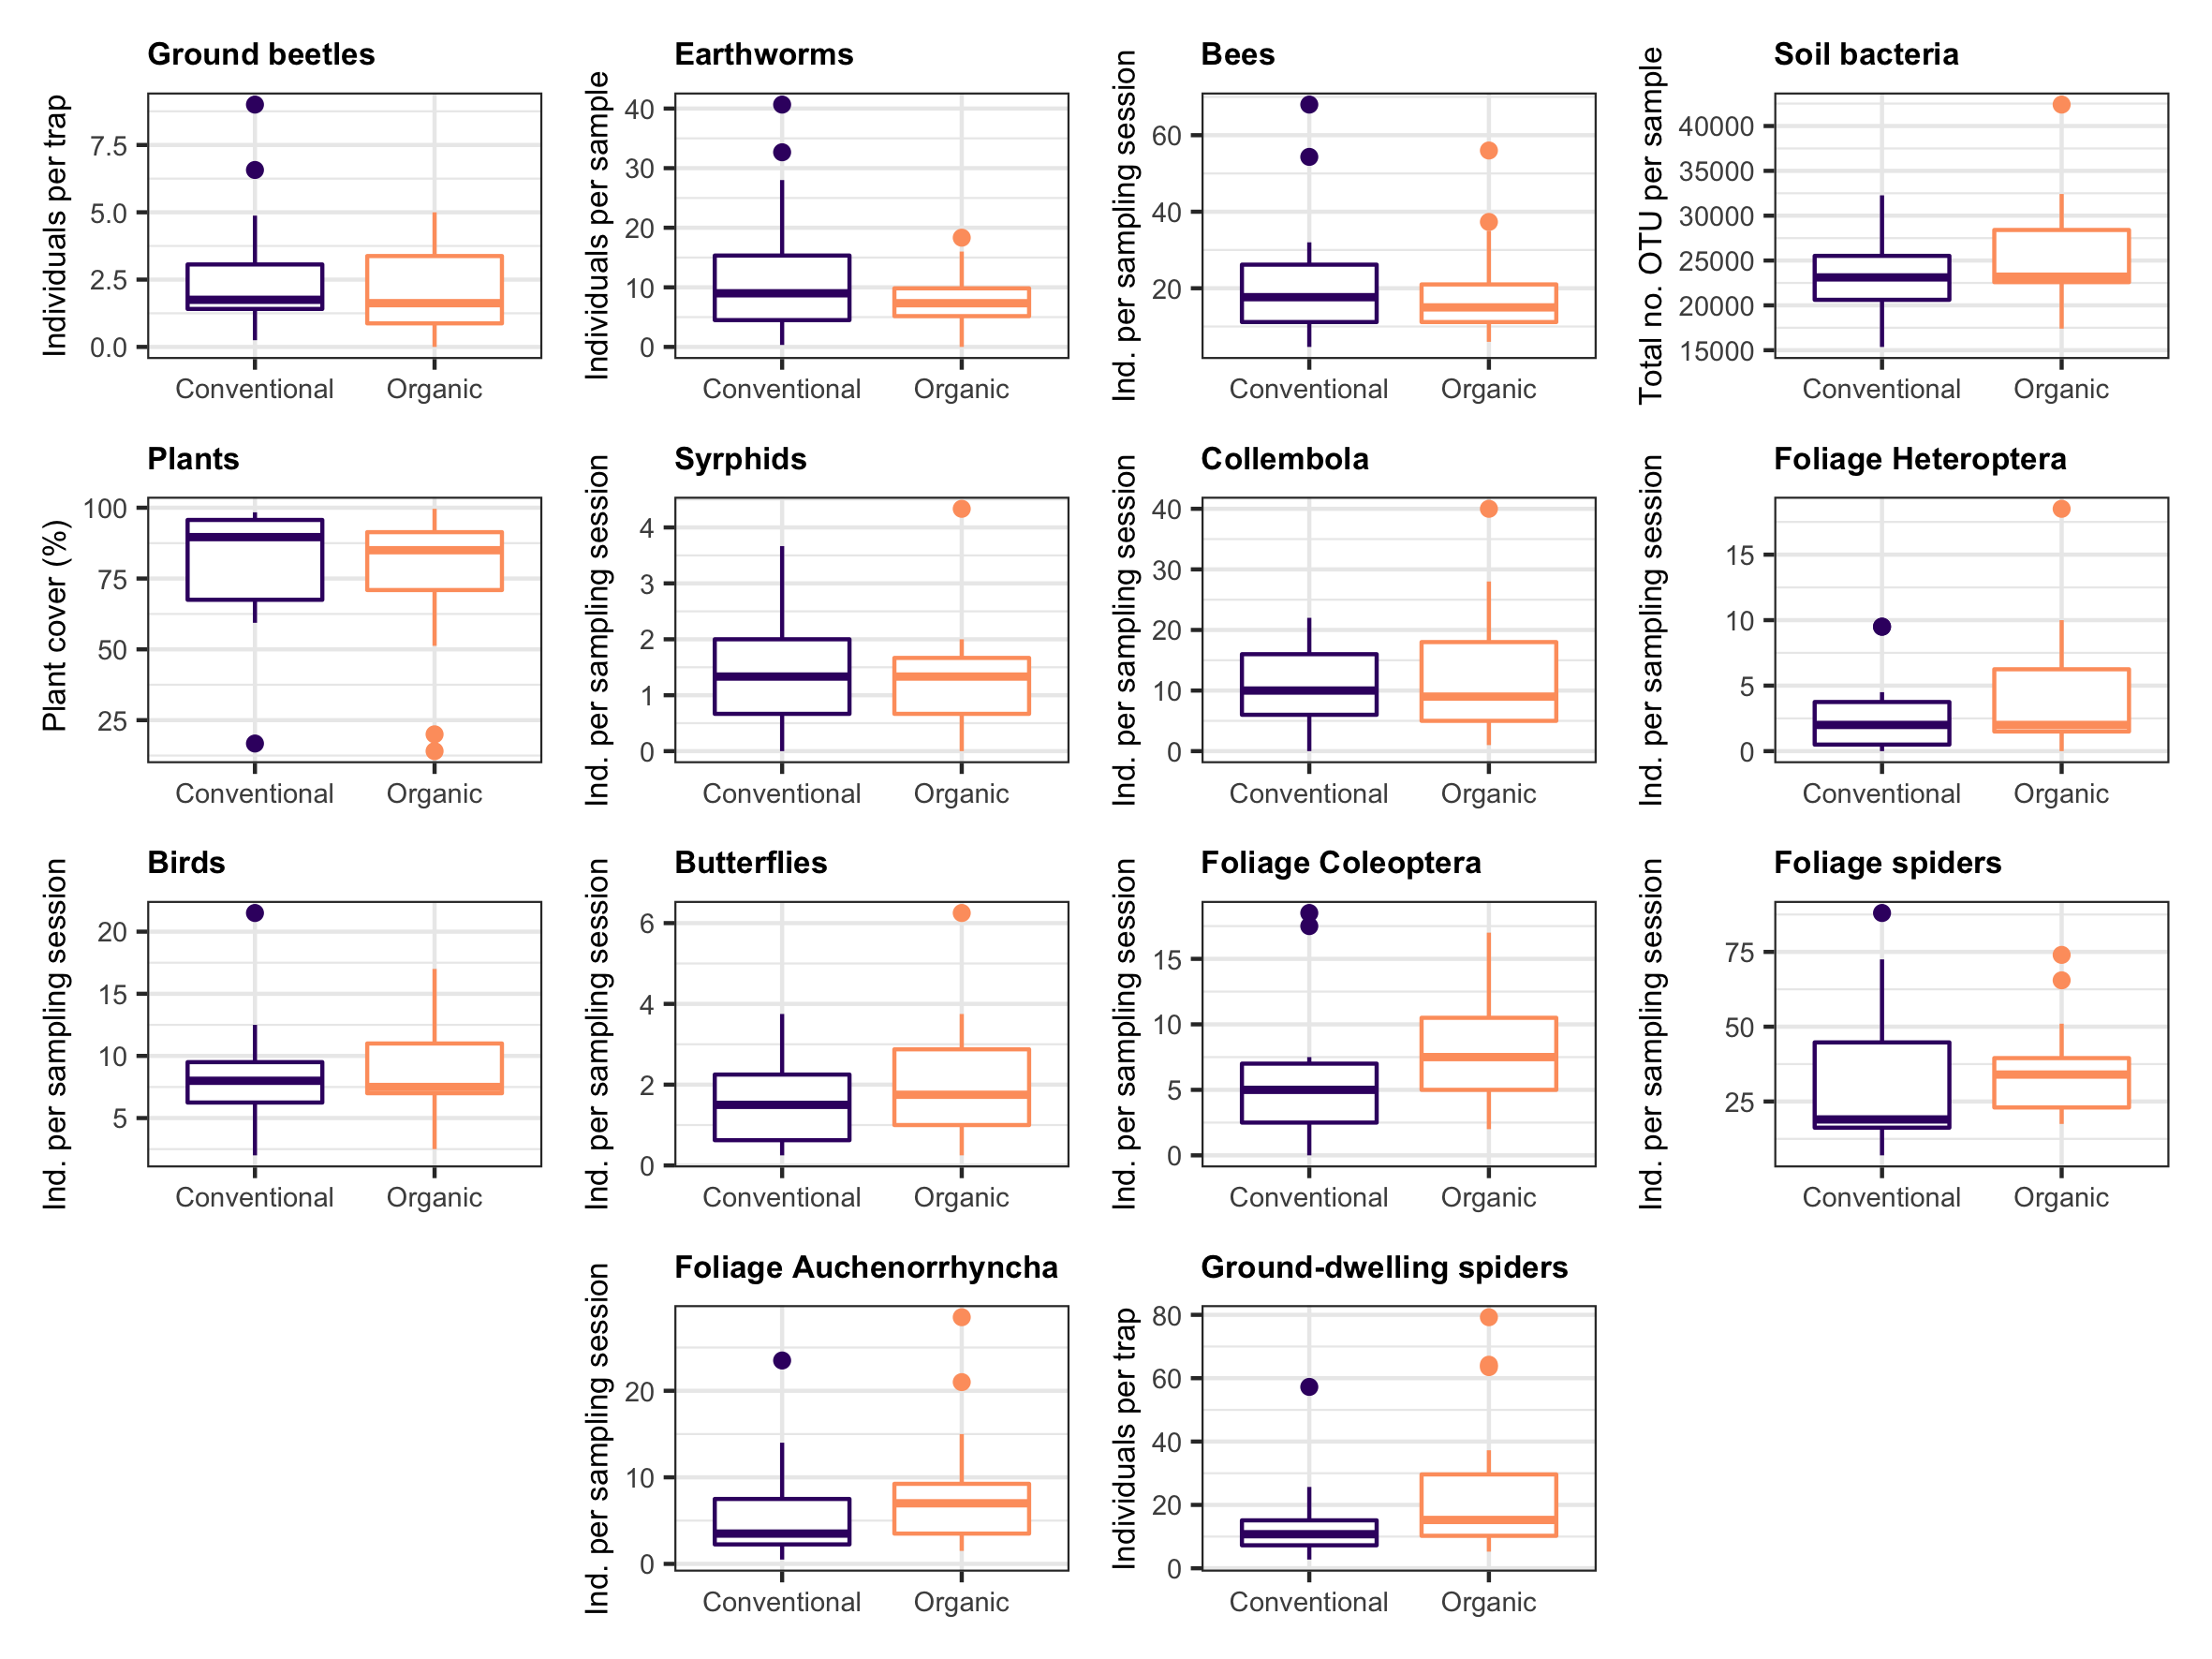 Ground beetles
Individuals per trap
7.5
5.0
2.5
0.0
Conventional
Organic
Earthworms
Individuals per sample
40
30
20
10
0
Conventional
Organic
Bees
Ind. per sampling session
60
40
20
Conventional
Organic
Soil bacteria
Total no. OTU per sample
40000
35000
30000
25000
20000
15000
Conventional
Organic
Plants
Plant cover (%)
100
75
50
25
Conventional
Organic
Syrphids
Ind. per sampling session
4
3
2
1
0
Conventional
Organic
Collembola
Ind. per sampling session
40
30
20
10
0
Conventional
Organic
Foliage Heteroptera
Ind. per sampling session
15
10
5
0
Conventional
Organic
Birds
Ind. per sampling session
20
15
10
5
Conventional
Organic
Butterflies
Ind. per sampling session
6
4
2
0
Conventional
Organic
Foliage Coleoptera
Ind. per sampling session
15
10
5
0
Conventional
Organic
Foliage spiders
Ind. per sampling session
75
50
25
Conventional
Organic
Foliage Auchenorrhyncha
Ind. per sampling session
20
10
0
Conventional
Organic
Ground-dwelling spiders
Individuals per trap
80
60
40
20
0
Conventional
Organic